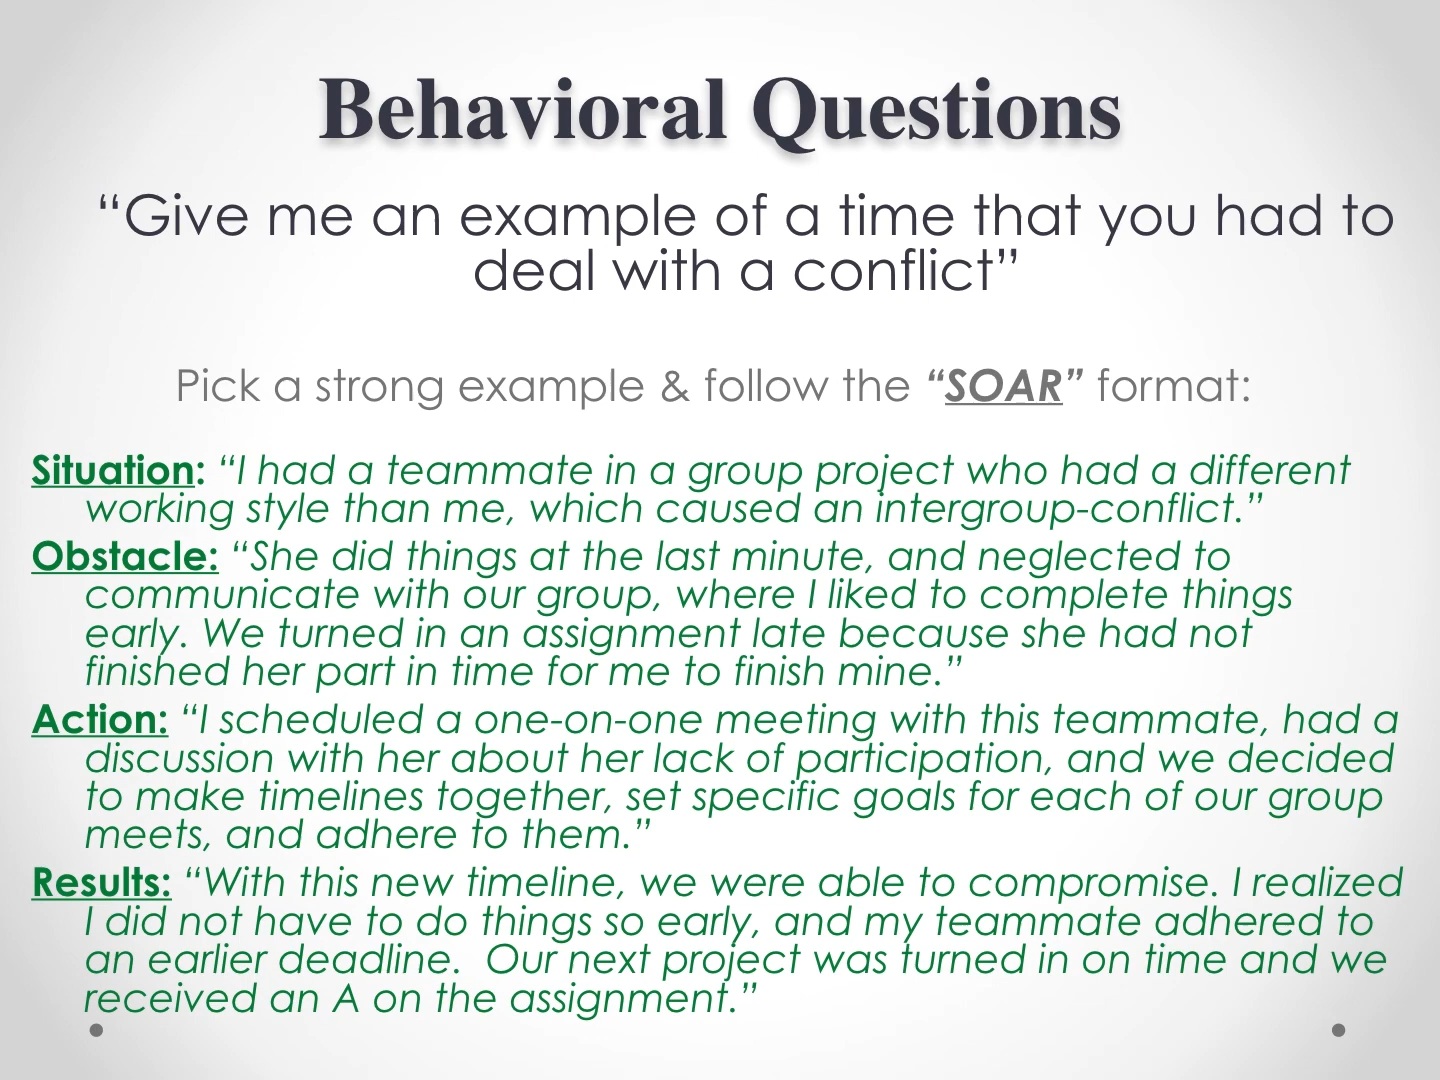 Behavioral Questions
“Give me an example of a time that you had to
deal with a conflict”
Pick a strong example & follow the “SOAR” format:
Situation: “I had a teammate in a group project who had a different
working style than me, which caused an intergroup-conflict.”
Obstacle: “She did things at the last minute, and neglected to
communicate with our group, where I liked to complete things
early. We turned in an assignment late because she had not
finished her part in time for me to finish mine.”
Action: “I scheduled a one-on-one meeting with this teammate, had a
discussion with her about her lack of participation, and we decided
to make timelines together, set specific goals for each of our group
meets, and adhere to them.”
Results: “With this new timeline, we were able to compromise. I realized
I did not have to do things so early, and my teammate adhered to
an earlier deadline.  Our next project was turned in on time and we
received an A on the assignment.”